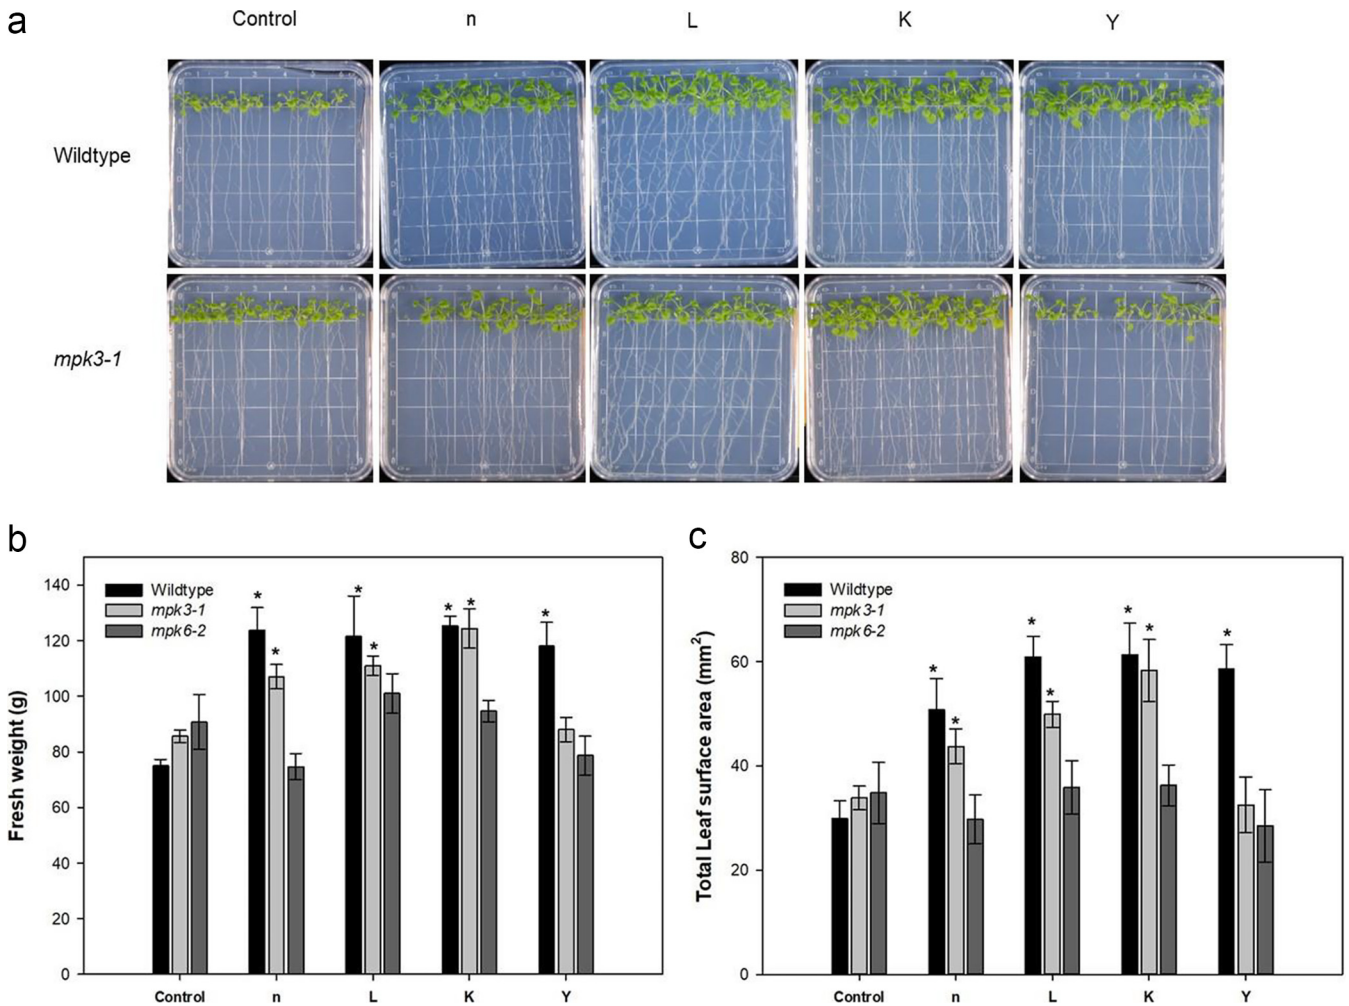 a
Control n L K Y
Wildtype
mpk3-1
b
Fresh weight (g)
140
120
100
80
60
40
20
0
Wildtype
mpk3-1
mpk6-2
* * * * * * *
Control n L K Y
c
Total Leaf surface area (mm²)
80
60
40
20
0
Wildtype
mpk3-1
mpk6-2
* * * * * * *
Control n L K Y